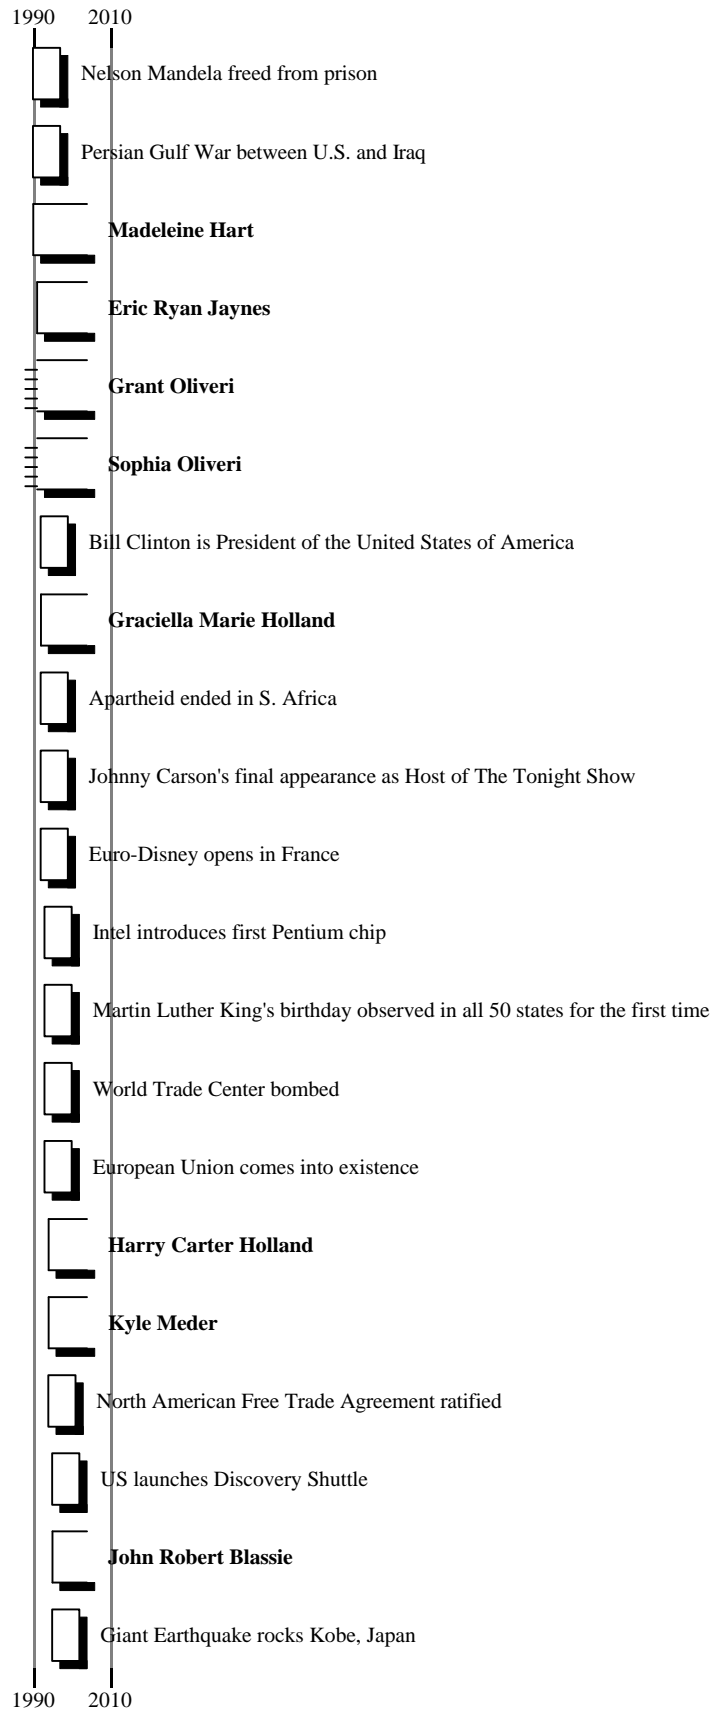 1990 2010
Nelson Mandela freed from prison
Persian Gulf War between U.S. and Iraq
Madeleine Hart
Eric Ryan Jaynes
Grant Oliveri
Sophia Oliveri
Bill Clinton is President of the United States of America
Graciella Marie Holland
Apartheid ended in S. Africa
Johnny Carson's final appearance as Host of The Tonight Show
Euro-Disney opens in France
Intel introduces first Pentium chip
Martin Luther King's birthday observed in all 50 states for the first time
World Trade Center bombed
European Union comes into existence
Harry Carter Holland
Kyle Meder
North American Free Trade Agreement ratified
US launches Discovery Shuttle
John Robert Blassie
Giant Earthquake rocks Kobe, Japan
1990 2010